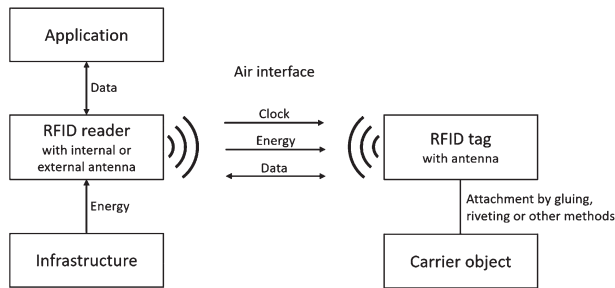 Application
Data
Air interface
RFID reader
with internal or
external antenna
Clock
Energy
Data
RFID tag
with antenna
Energy
Attachment by gluing,
riveting or other methods
Infrastructure
Carrier object